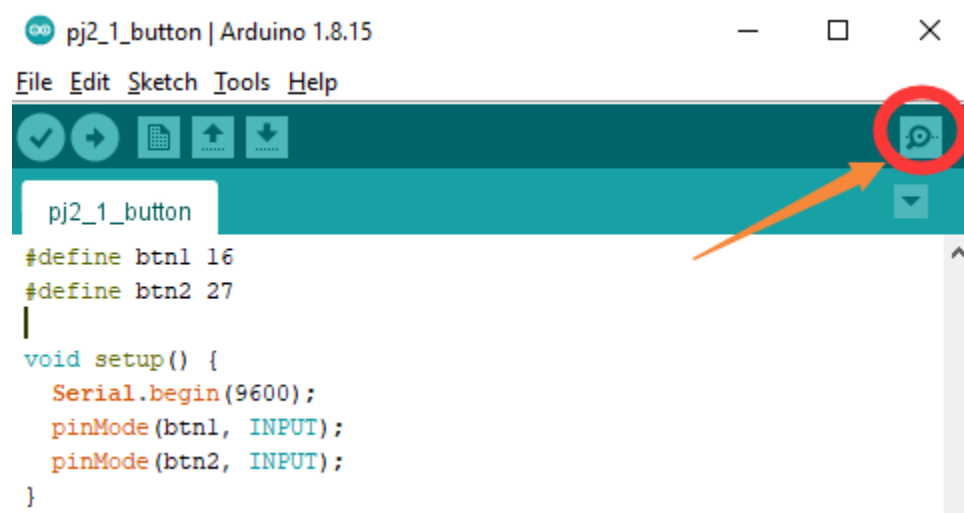 pj2_1_button | Arduino 1.8.15
File Edit Sketch Tools Help
pj2_1_button
#define btn1 16
#define btn2 27
void setup() {
  Serial.begin(9600);
  pinMode(btn1, INPUT);
  pinMode(btn2, INPUT);
}